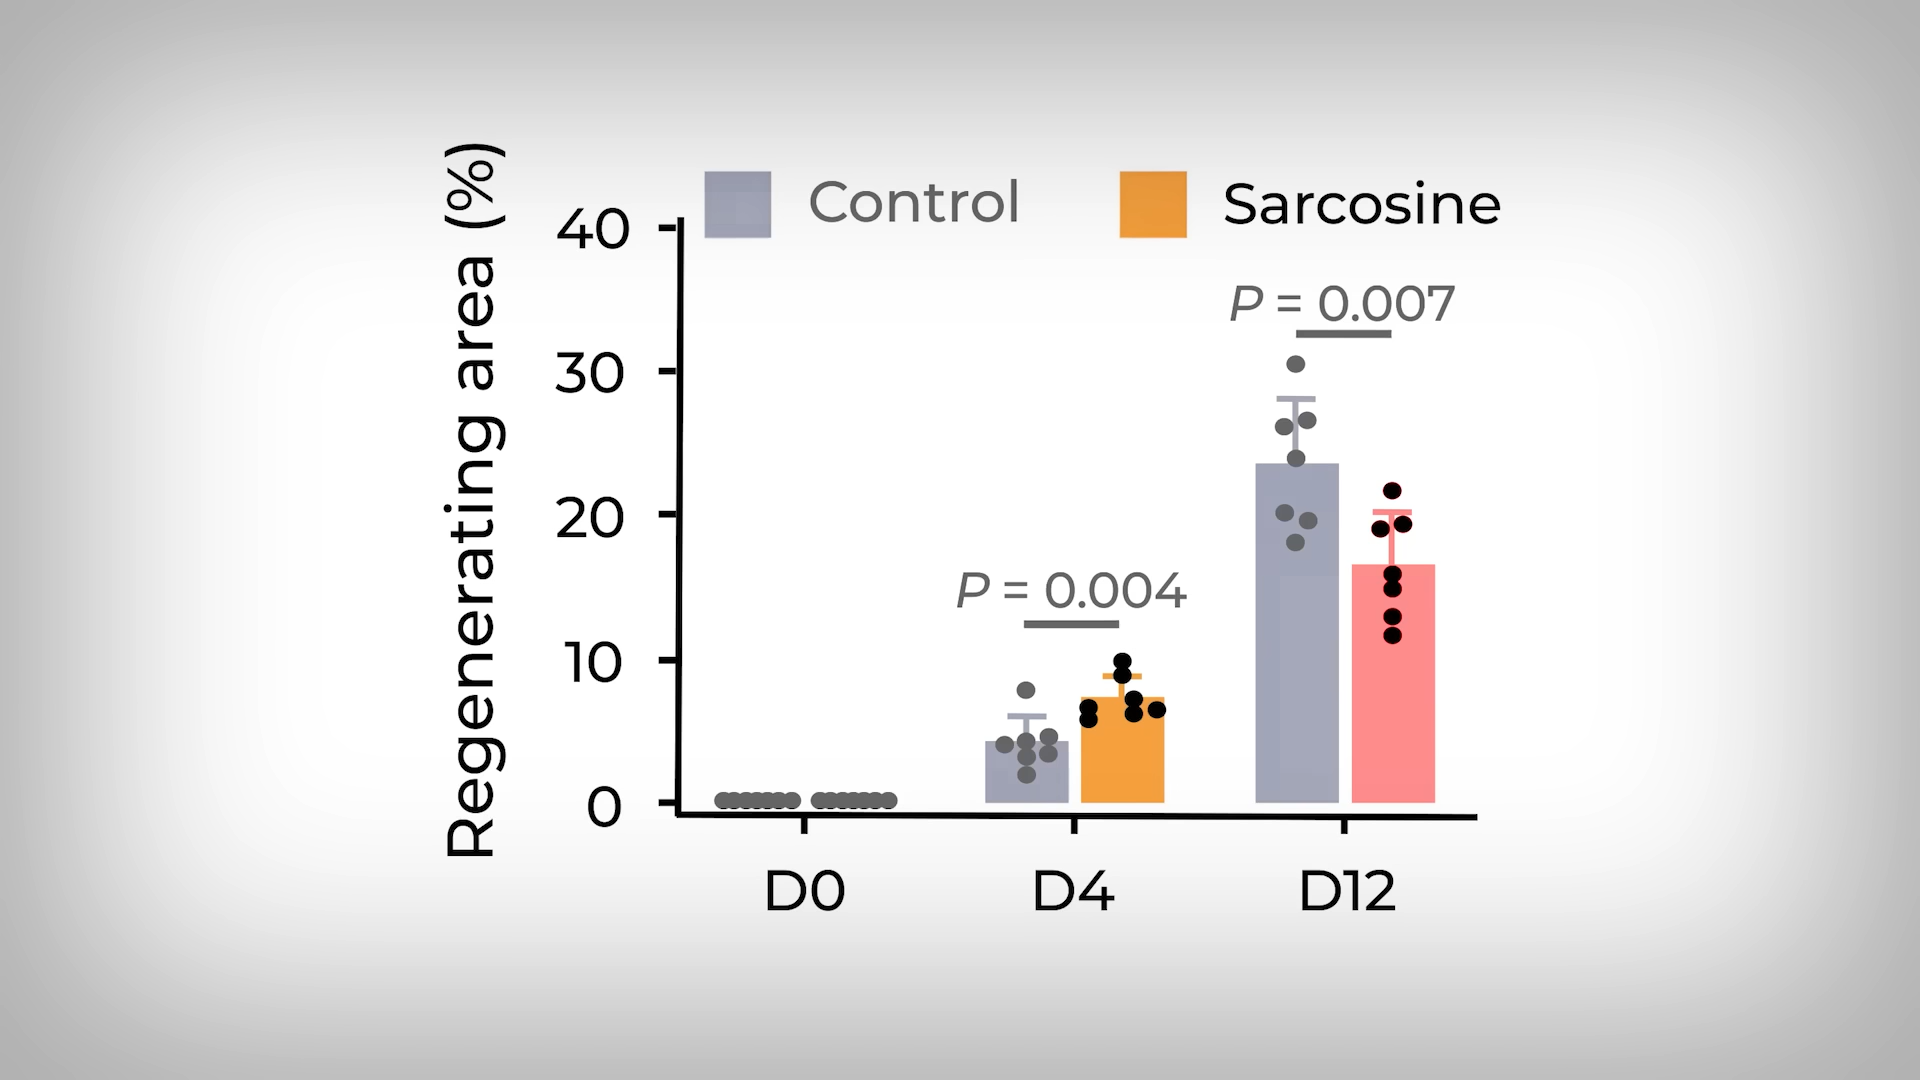 Regenerating area (%)
Control
Sarcosine
40
30
20
10
0
P = 0.007
P = 0.004
D0
D4
D12